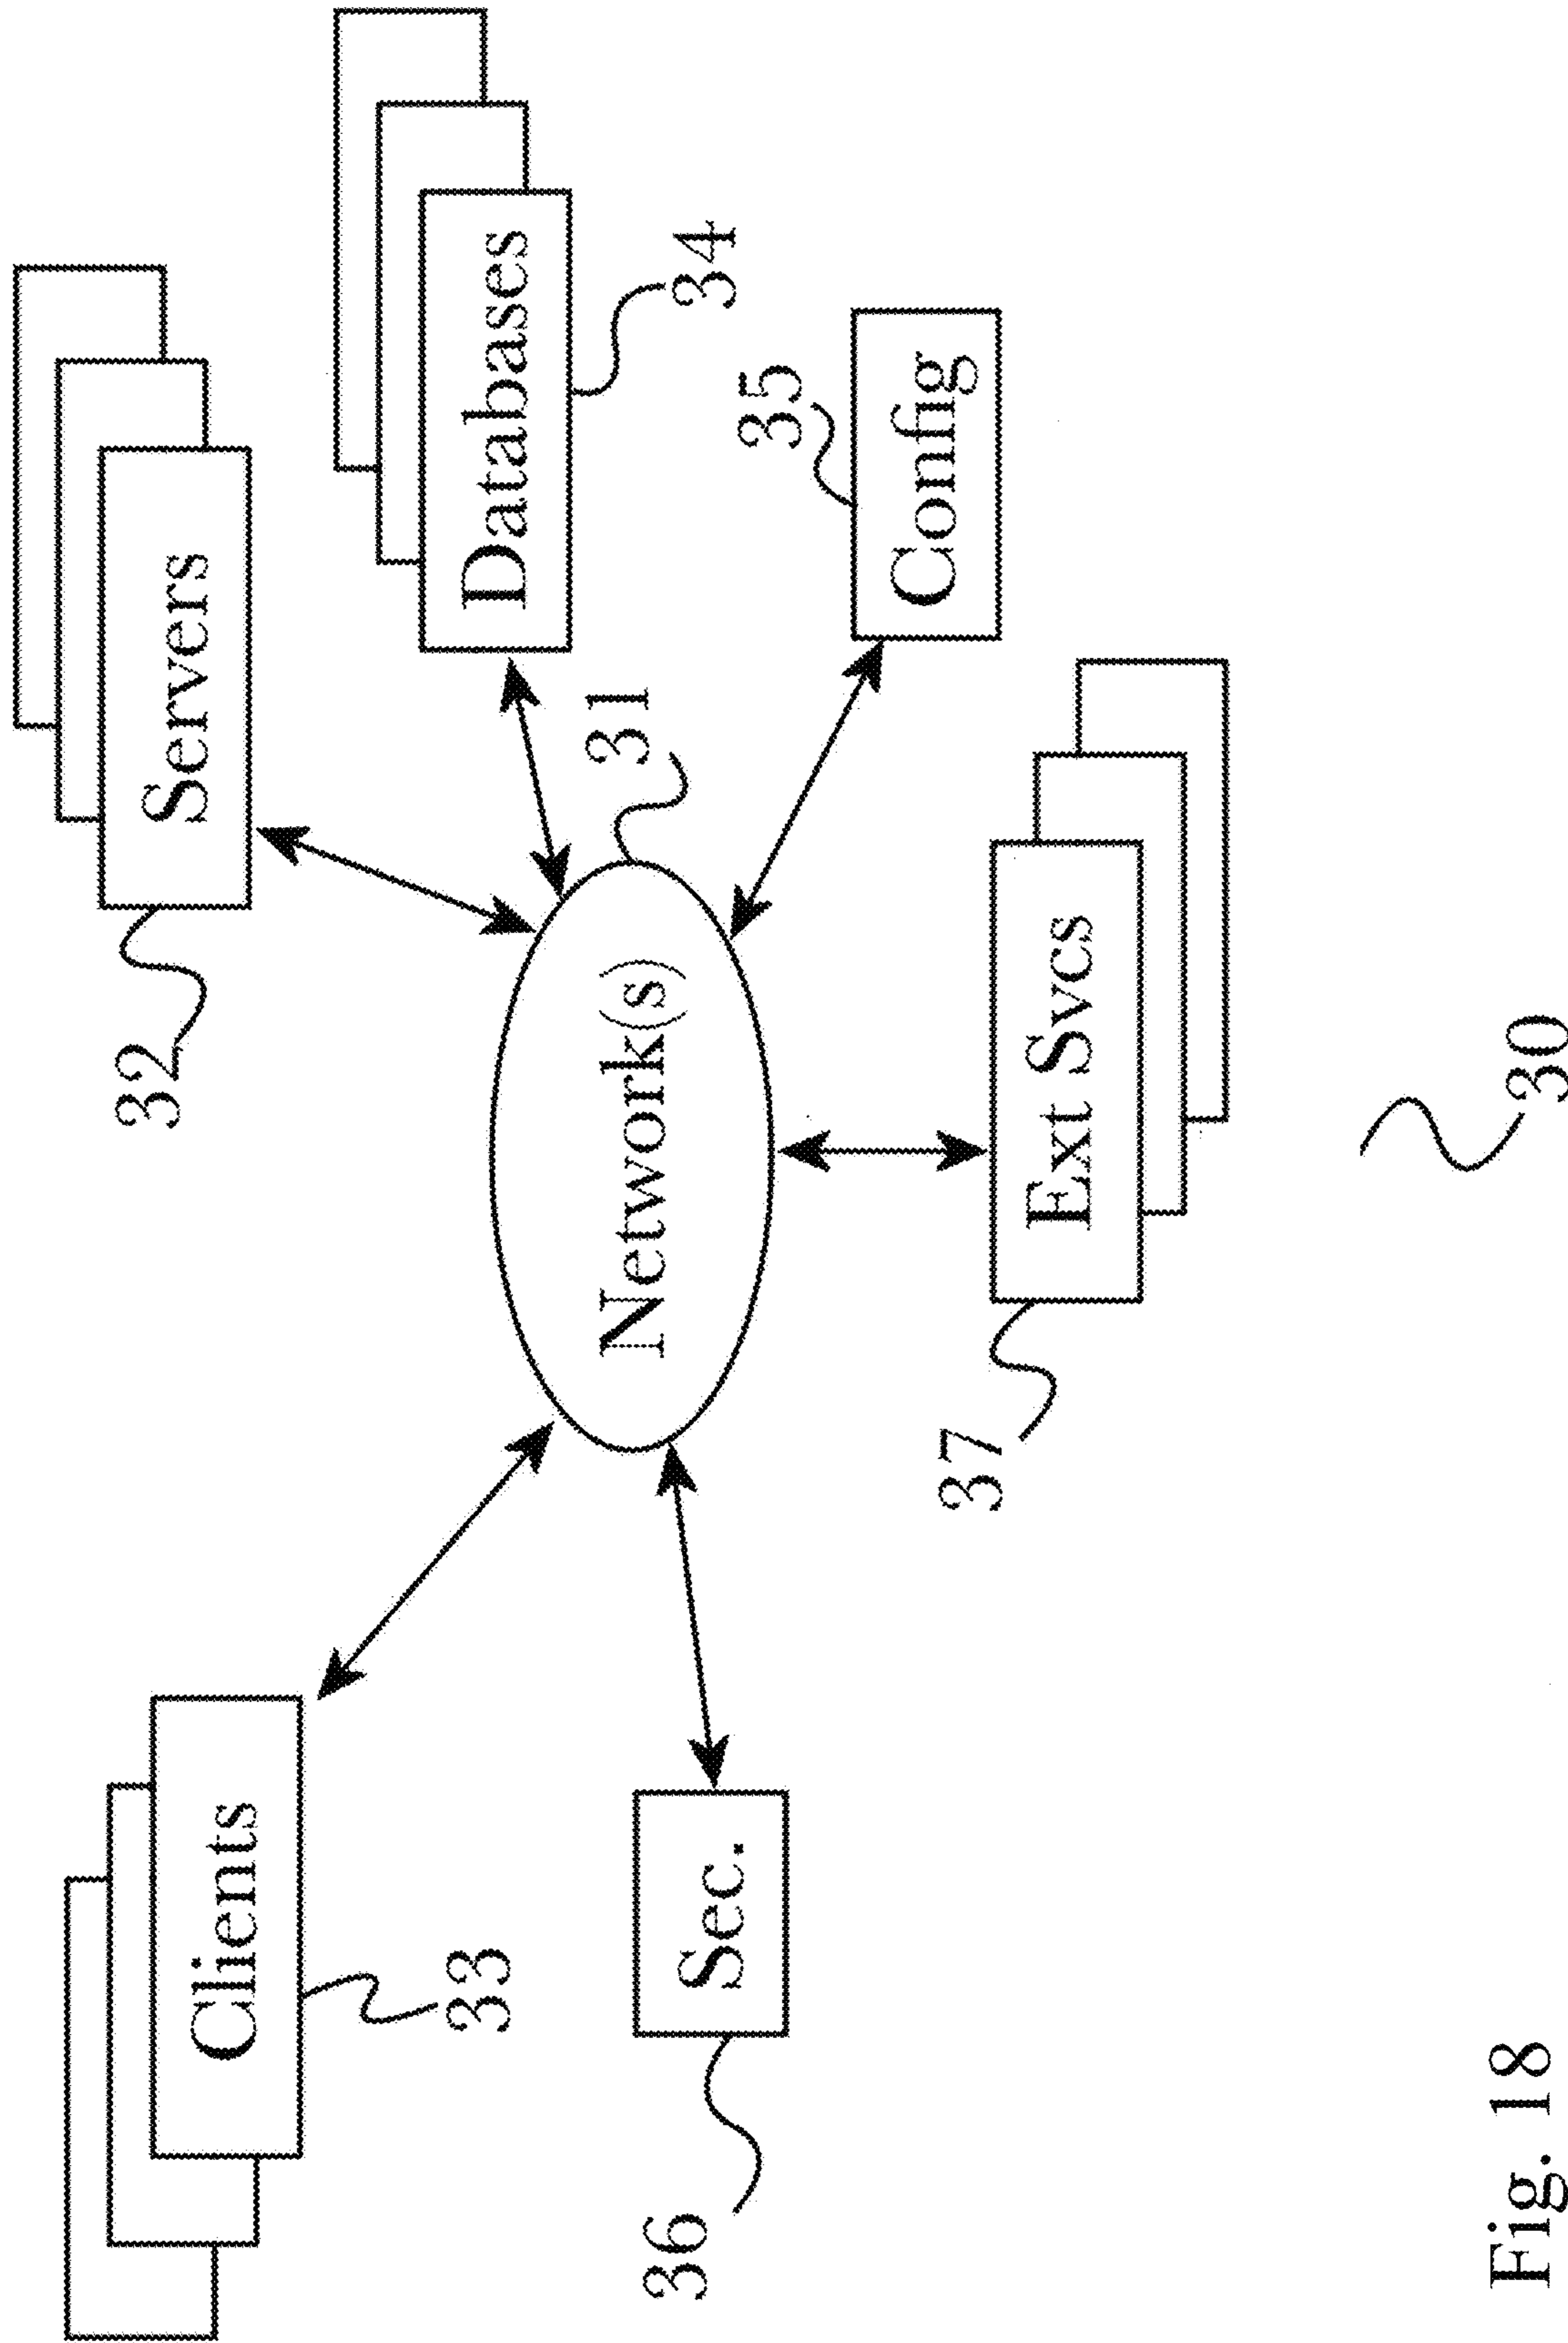 Servers
32
Clients
33
Databases
34
31
Network(s)
Sec.
36
35
Config
Ext Svcs
37
30
Fig. 18